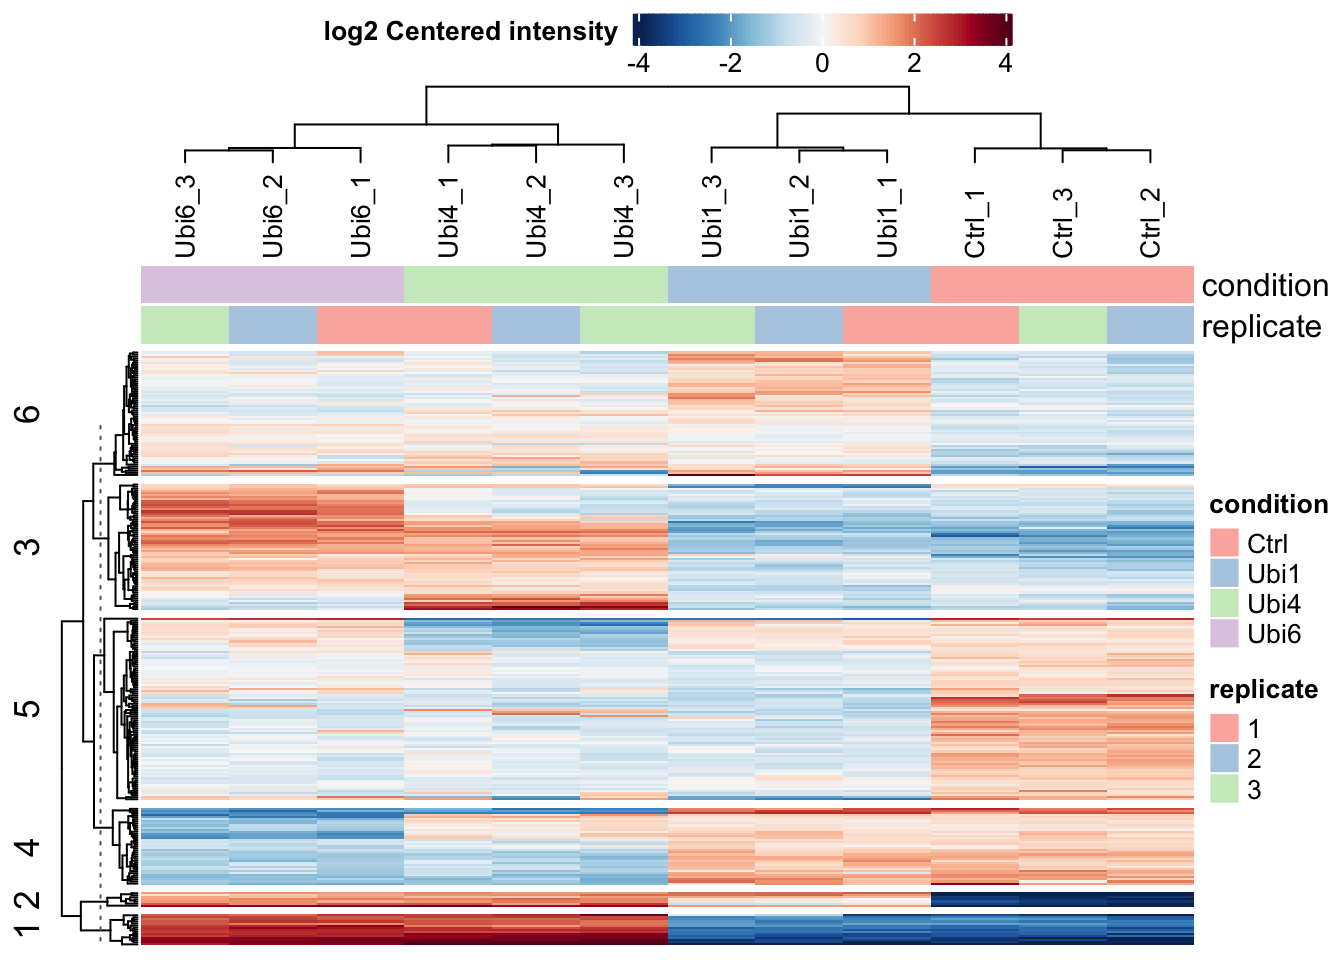 log2 Centered intensity
-4 -2 0 2 4
Ubi6_3 Ubi6_2 Ubi6_1 Ubi4_1 Ubi4_2 Ubi4_3 Ubi1_3 Ubi1_2 Ubi1_1 Ctrl_1 Ctrl_3 Ctrl_2
condition
replicate
6
3
5
4
2
1
condition
Ctrl
Ubi1
Ubi4
Ubi6
replicate
1
2
3